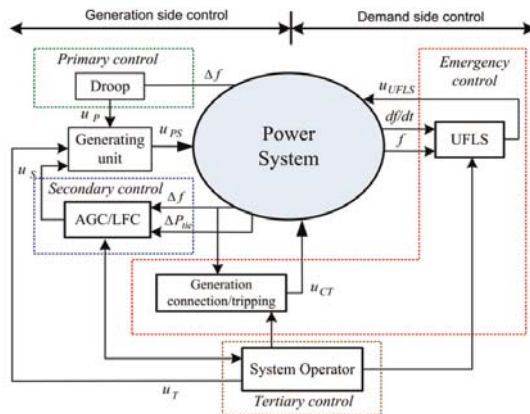 Generation side control
Demand side control
Primary control
Emergency control
Droop
Δf
u_P
u_UFLS
df/dt
Generating unit
u_PS
Power System
f
UFLS
u_S
Secondary control
AGC/LFC
Δf
ΔP_tie
Generation connection/tripping
u_CT
System Operator
u_T
Tertiary control